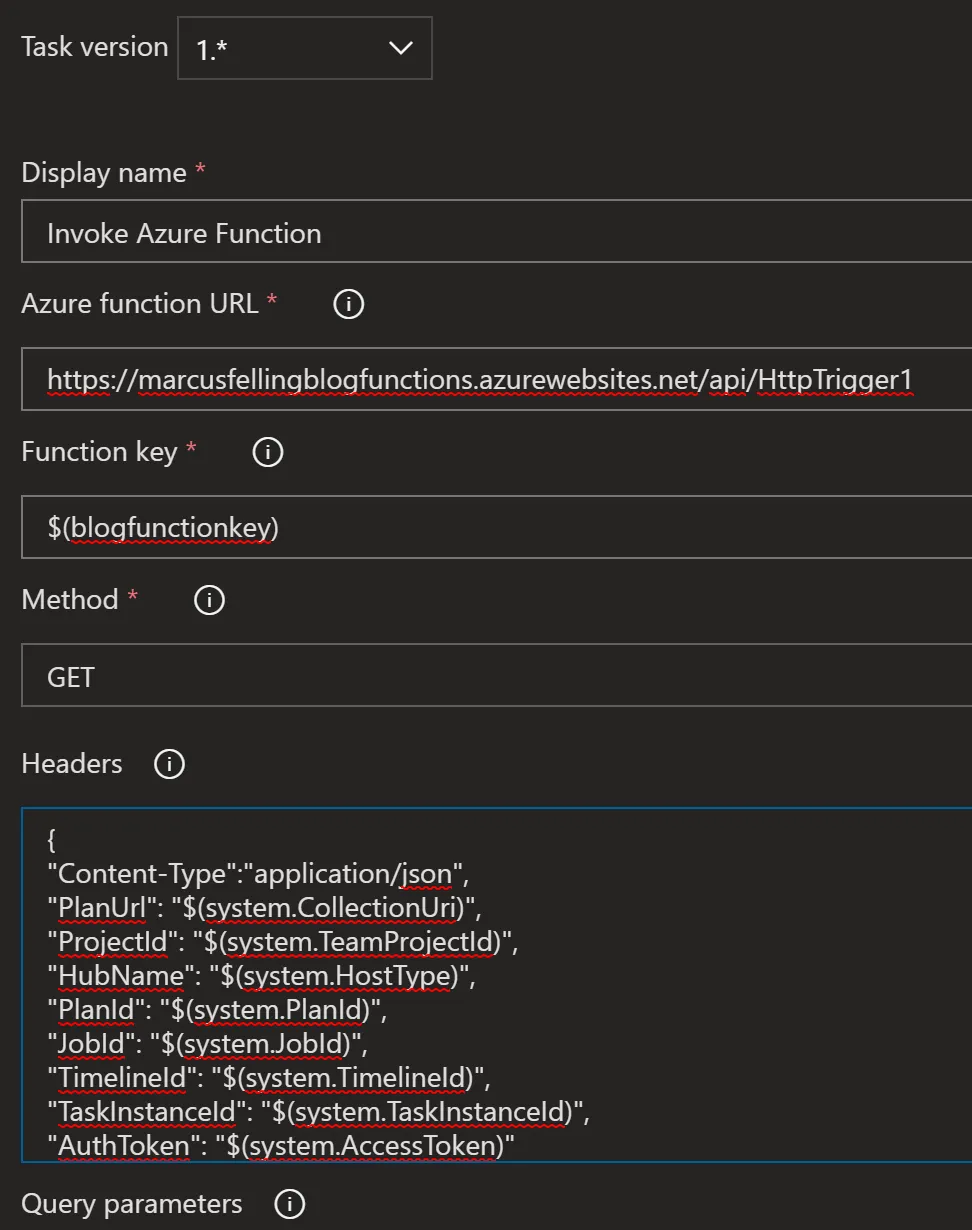 Task version 1.*
Display name *
Invoke Azure Function
Azure function URL *
https://marcusfellingblogfunctions.azurewebsites.net/api/HttpTrigger1
Function key *
$(blogfunctionkey)
Method *
GET
Headers
{
"Content-Type":"application/json",
"PlanUrl": "$(system.CollectionUri)",
"ProjectId": "$(system.TeamProjectId)",
"HubName": "$(system.HostType)",
"PlanId": "$(system.PlanId)",
"JobId": "$(system.JobId)",
"TimelineId": "$(system.TimelineId)",
"TaskInstanceId": "$(system.TaskInstanceId)",
"AuthToken": "$(system.AccessToken)"
Query parameters